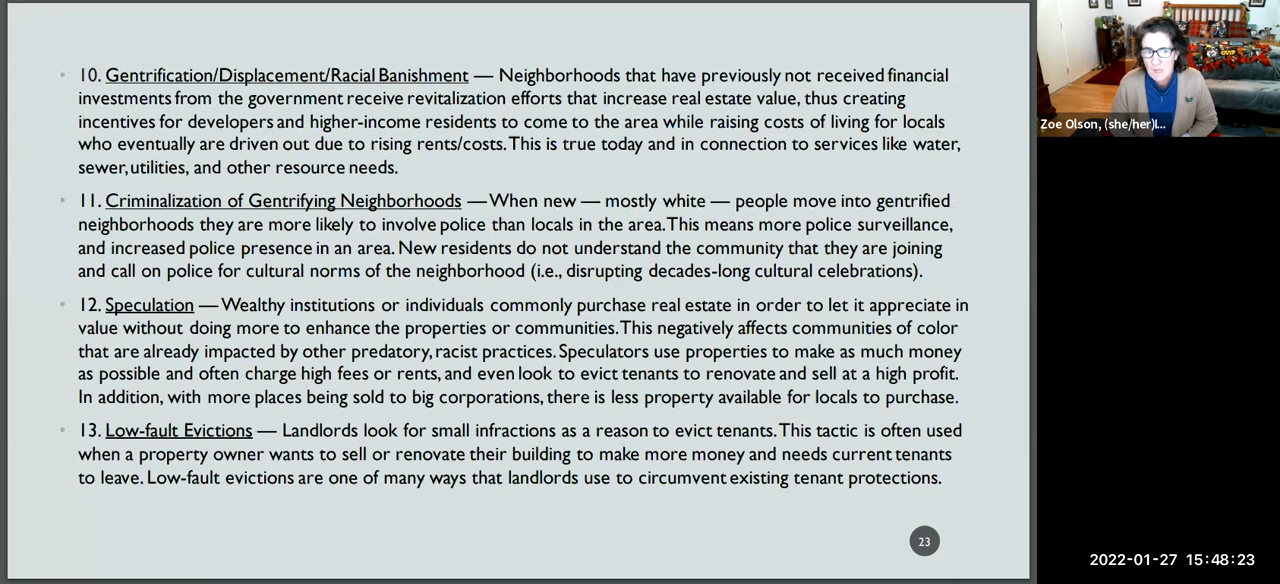 10. Gentrification/Displacement/Racial Banishment — Neighborhoods that have previously not received financial
investments from the government receive revitalization efforts that increase real estate value, thus creating
incentives for developers and higher-income residents to come to the area while raising costs of living for locals
who eventually are driven out due to rising rents/costs. This is true today and in connection to services like water,
sewer, utilities, and other resource needs.
11. Criminalization of Gentrifying Neighborhoods — When new — mostly white — people move into gentrified
neighborhoods they are more likely to involve police than locals in the area. This means more police surveillance,
and increased police presence in an area. New residents do not understand the community that they are joining
and call on police for cultural norms of the neighborhood (i.e., disrupting decades-long cultural celebrations).
12. Speculation — Wealthy institutions or individuals commonly purchase real estate in order to let it appreciate in
value without doing more to enhance the properties or communities. This negatively affects communities of color
that are already impacted by other predatory, racist practices. Speculators use properties to make as much money
as possible and often charge high fees or rents, and even look to evict tenants to renovate and sell at a high profit.
In addition, with more places being sold to big corporations, there is less property available for locals to purchase.
13. Low-fault Evictions — Landlords look for small infractions as a reason to evict tenants. This tactic is often used
when a property owner wants to sell or renovate their building to make more money and needs current tenants
to leave. Low-fault evictions are one of many ways that landlords use to circumvent existing tenant protections.
23
Zoe Olson, (she/her)I...
2022-01-27 15:48:23